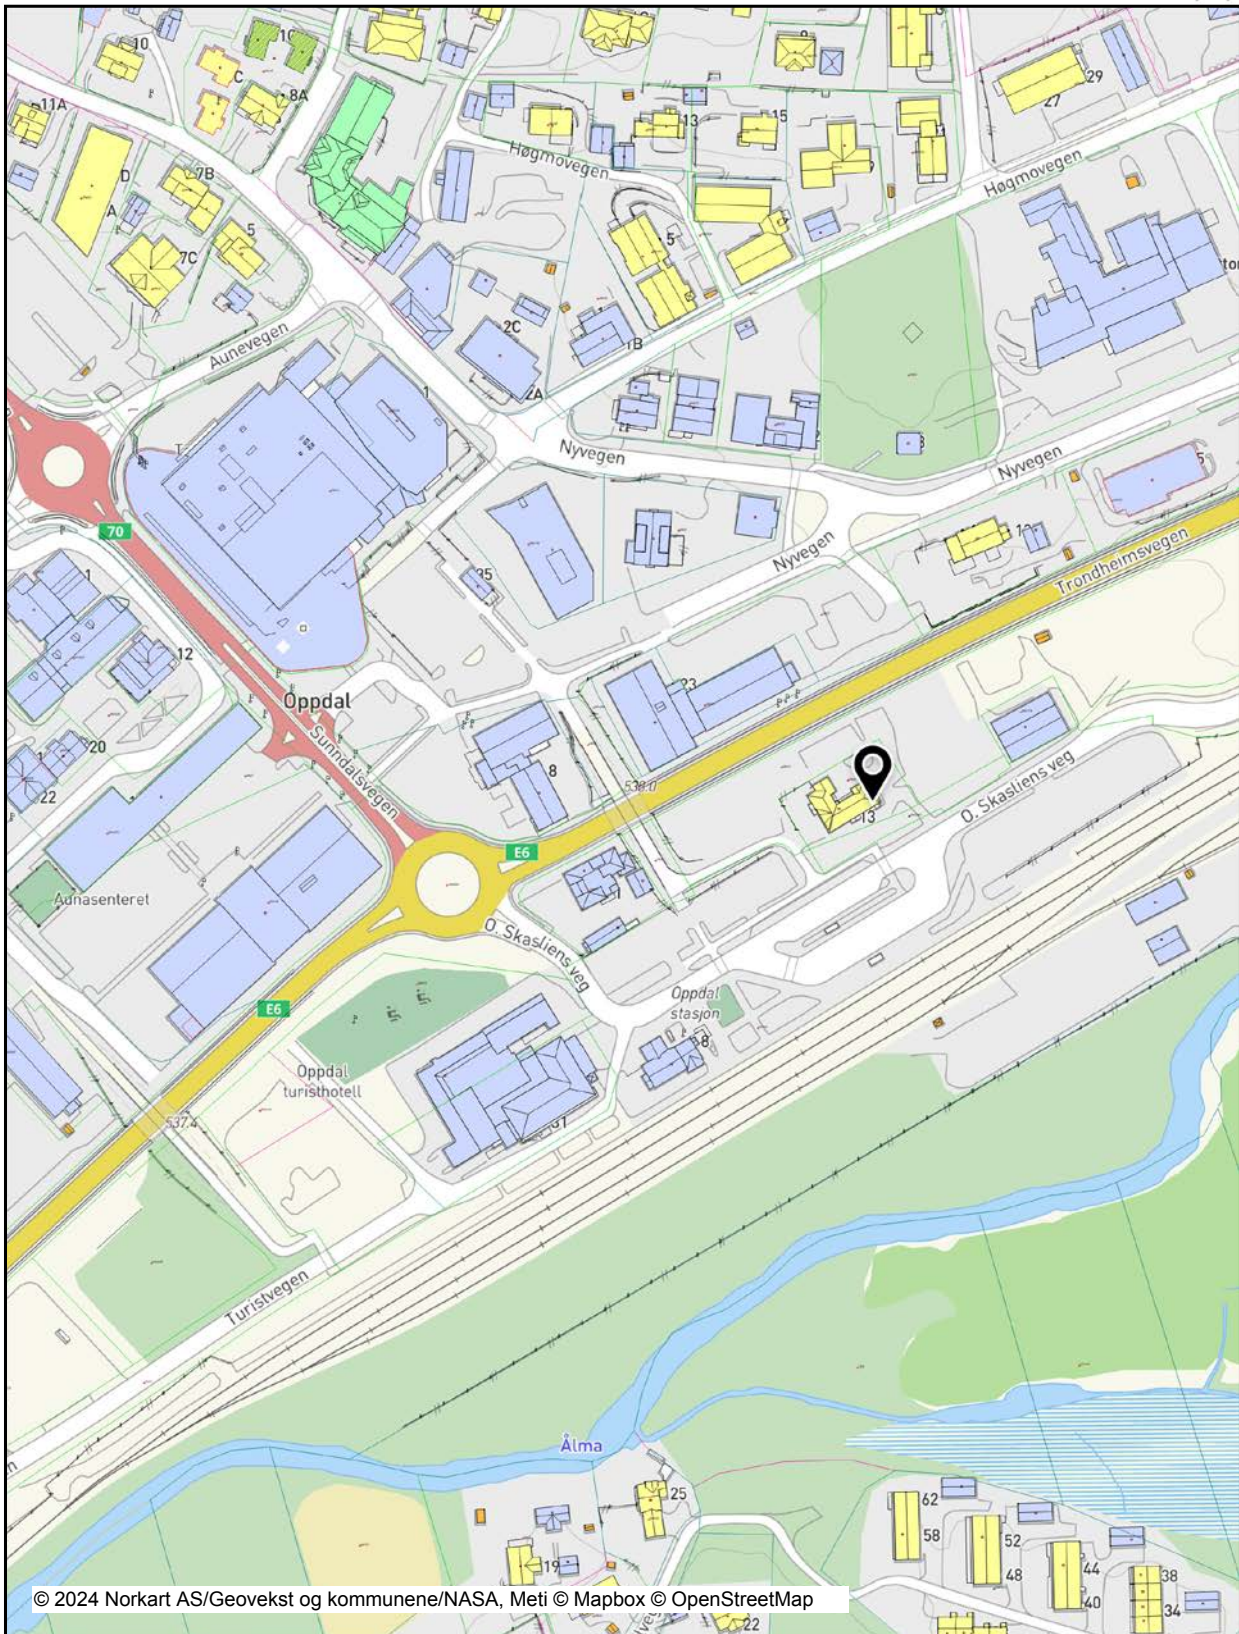 10
10
C
8A
11A
D
7B
A
5
7C
13
15
29
27
Høgmovegen
Høgmovegen
5
2C
1B
2A
Aunevegen
1
Nyvegen
Nyvegen
Nyvegen
Trondheimsvegen
70
35
1
12
20
22
Oppdal
Sunndalsvegen
23
8
538.0
13
O. Skasliens veg
E6
Aunasenteret
O. Skasliens veg
E6
Oppdal
stasjon
8
Oppdal
turisthotell
31
537.4
Turistvegen
Ålma
25
62
58
52
48
44
40
38
34
19
22
© 2024 Norkart AS/Geovekst og kommunene/NASA, Meti © Mapbox © OpenStreetMap